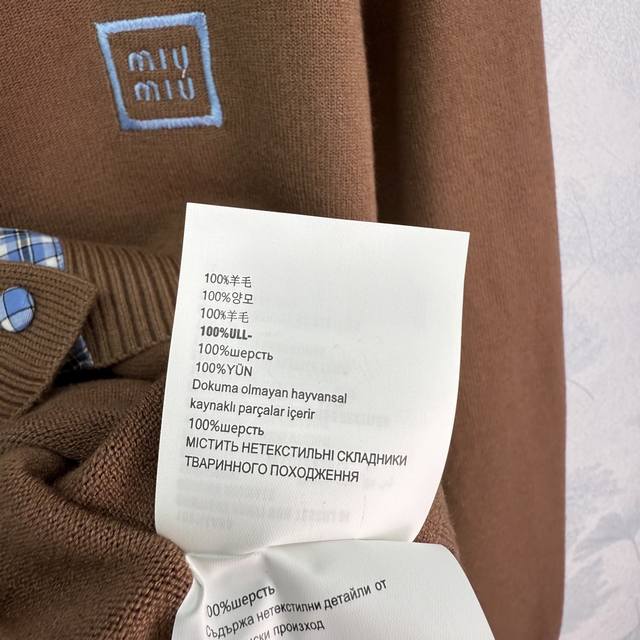 miu
miu
100%羊毛
100%양모
100%羊毛
100%ULL-
100%шерсть
100%YÜN
Dokuma olmayan hayvansal
kaynaklı parçalar içerir
100%шерсть
МІСТИТЬ НЕТЕКСТИЛЬНІ СКЛАДНИКИ
ТВАРИННОГО ПОХОДЖЕННЯ
00%шерсть
Съдържа нетекстилни детайли от
произход